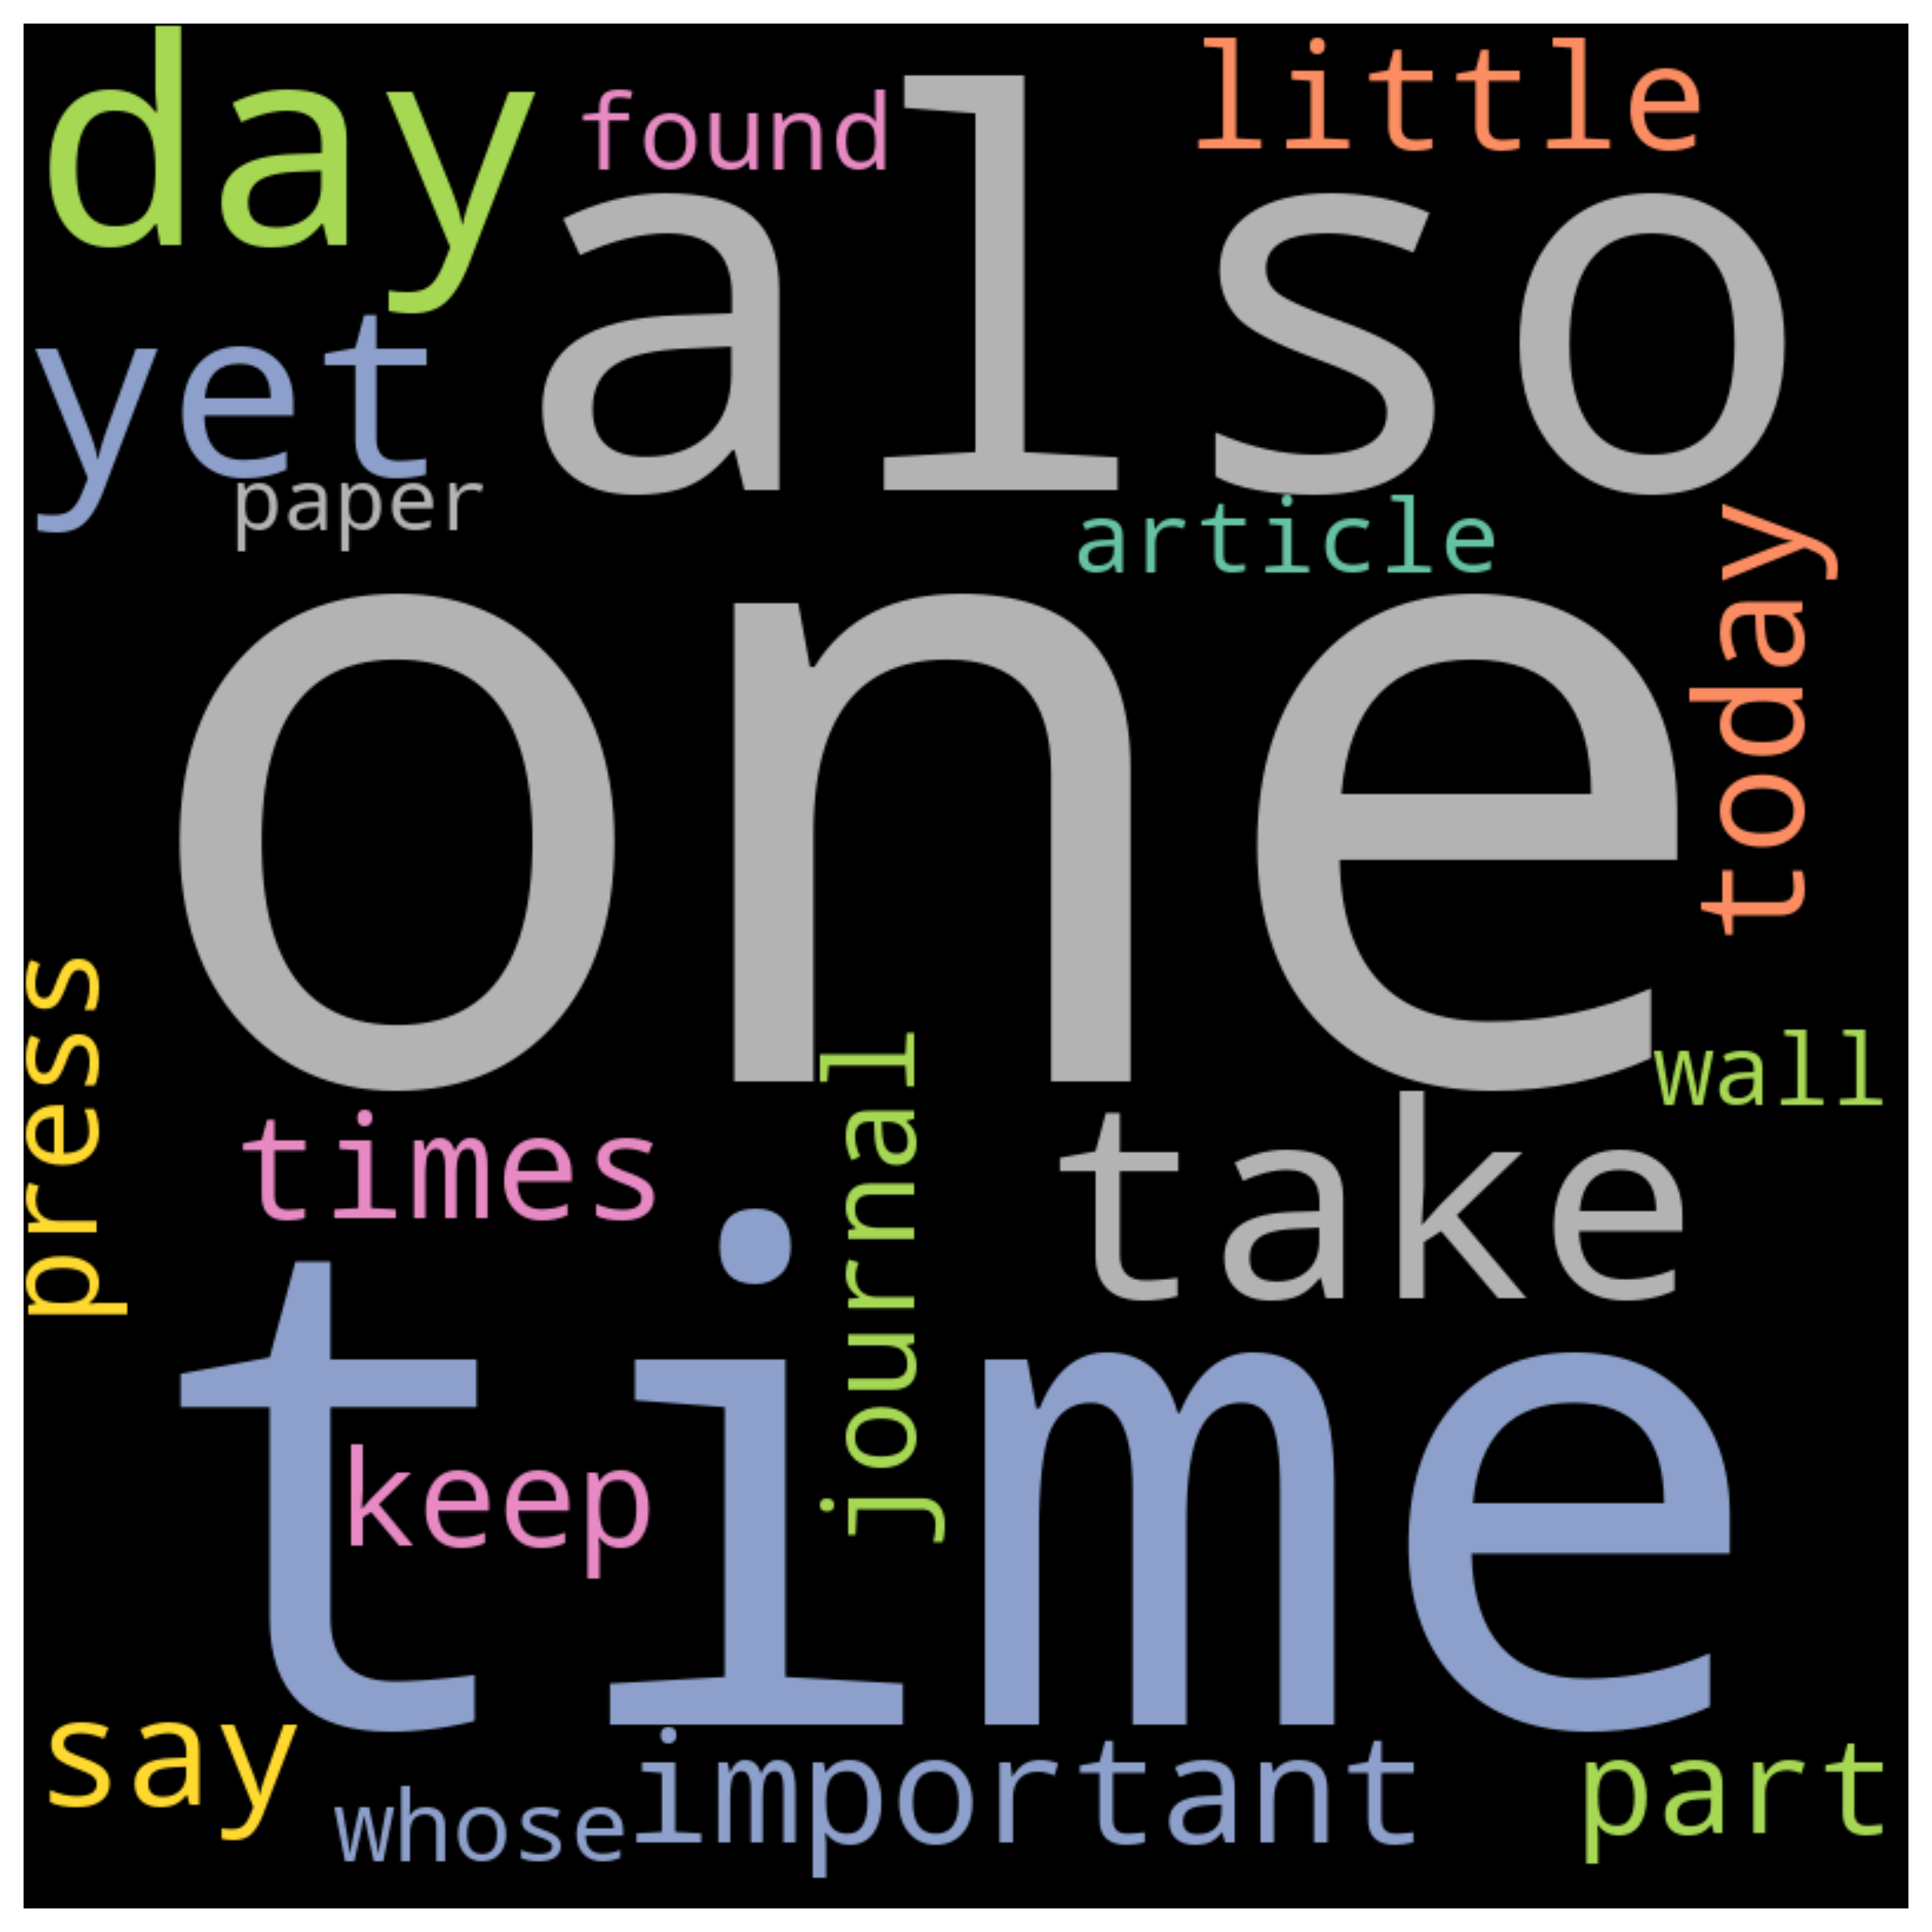 day
found
little
also
yet
paper
article
today
one
press
wall
times
journal
take
time
keep
say
whose
important
part